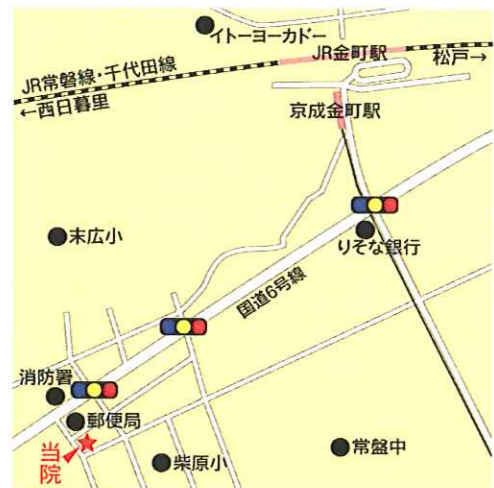 イトーヨーカドー
JR金町駅
松戸→
JR常磐線・千代田線
←西日暮里
京成金町駅
末広小
りそな銀行
国道6号線
消防署
郵便局
当院
柴原小
常盤中